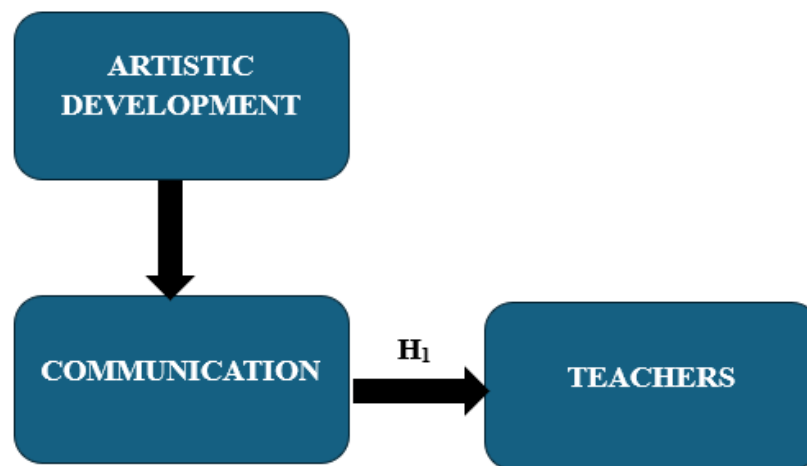 ARTISTIC
DEVELOPMENT
H₁
COMMUNICATION
TEACHERS